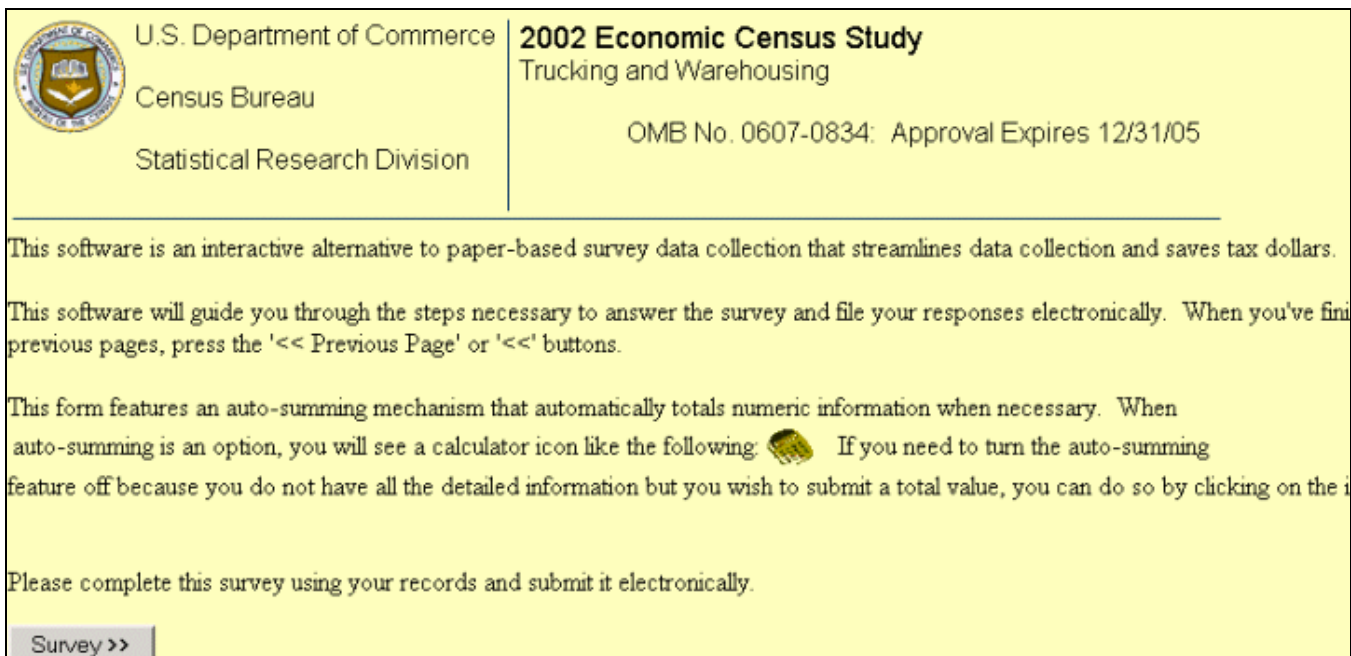 U.S. Department of Commerce
Census Bureau
Statistical Research Division
2002 Economic Census Study
Trucking and Warehousing
OMB No. 0607-0834: Approval Expires 12/31/05
This software is an interactive alternative to paper-based survey data collection that streamlines data collection and saves tax dollars.
This software will guide you through the steps necessary to answer the survey and file your responses electronically. When you've fini
previous pages, press the '<< Previous Page' or '<<' buttons.
This form features an auto-summing mechanism that automatically totals numeric information when necessary. When
auto-summing is an option, you will see a calculator icon like the following: If you need to turn the auto-summing
feature off because you do not have all the detailed information but you wish to submit a total value, you can do so by clicking on the i
Please complete this survey using your records and submit it electronically.
Survey >>